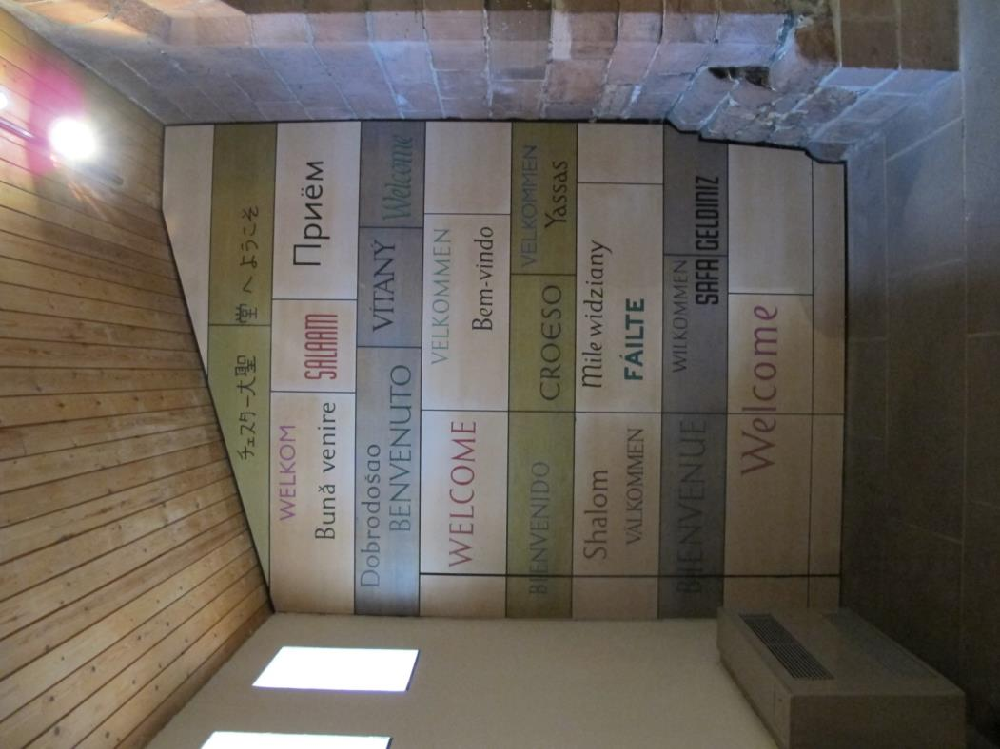 チェスター大聖堂 へ ようこそ
WELKOM
Bună venire
SALAAM
Приём
Dobrodošao
BENVENUTO
VÍTANÝ
Welcome
WELCOME
VELKOMMEN
Bem-vindo
BIENVENIDO
CROESO
VELKOMMEN
Yassas
Shalom
VALKOMMEN
Mile widziany
FÁILTE
BIENVENUE
WILKOMMEN
SAFA GELDINIZ
Welcome